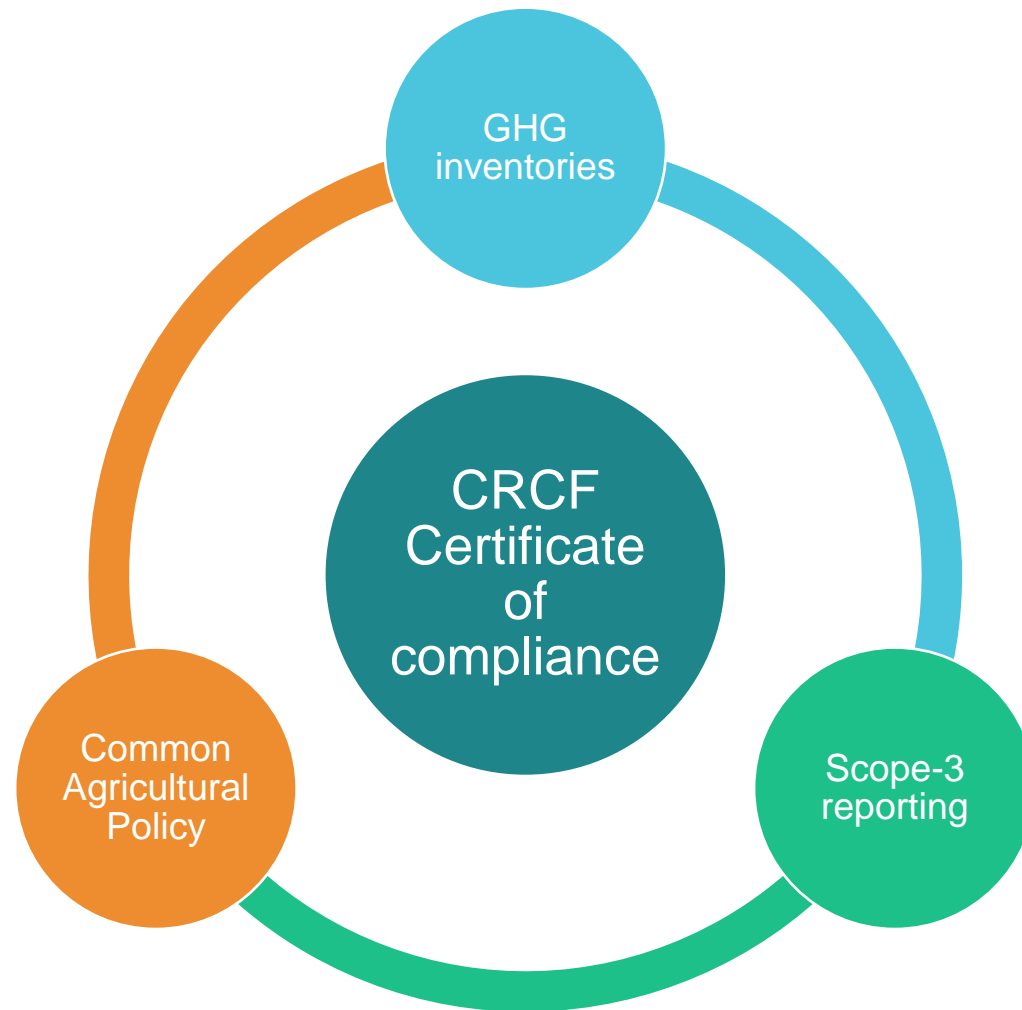 GHG
inventories
CRCF
Certificate
of
compliance
Common
Agricultural
Policy
Scope-3
reporting